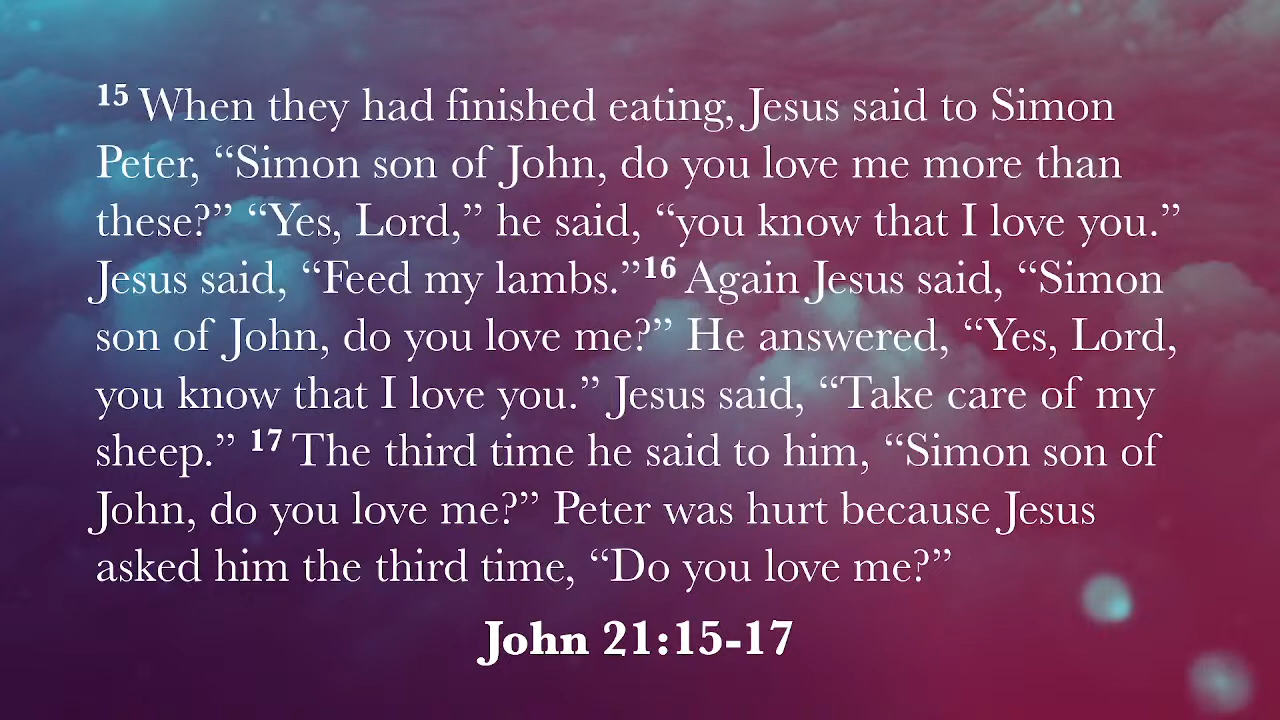 15 When they had finished eating, Jesus said to Simon
Peter, “Simon son of John, do you love me more than
these?” “Yes, Lord,” he said, “you know that I love you.”
Jesus said, “Feed my lambs.”16 Again Jesus said, “Simon
son of John, do you love me?” He answered, “Yes, Lord,
you know that I love you.” Jesus said, “Take care of my
sheep.” 17 The third time he said to him, “Simon son of
John, do you love me?” Peter was hurt because Jesus
asked him the third time, “Do you love me?”
John 21:15-17